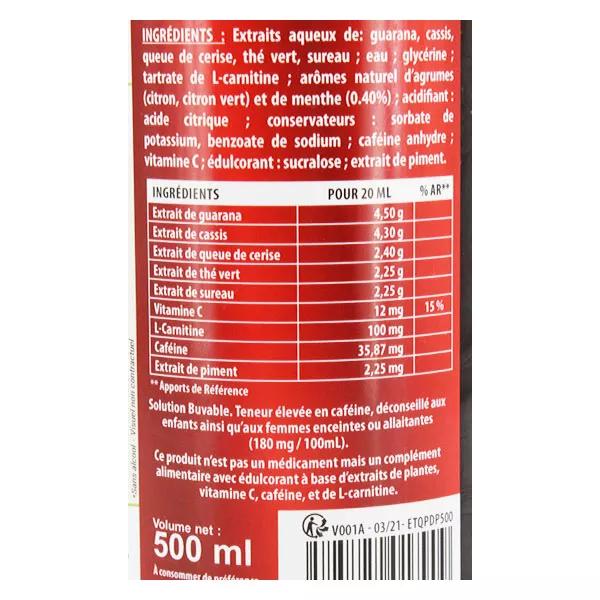 INGRÉDIENTS : Extraits aqueux de: guarana, cassis,
queue de cerise, thé vert, sureau ; eau ; glycérine ;
tartrate de L-carnitine ; arômes naturel d'agrumes
(citron, citron vert) et de menthe (0.40%) ; acidifiant :
acide citrique ; conservateurs : sorbate de
potassium, benzoate de sodium ; caféine anhydre ;
vitamine C ; édulcorant : sucralose ; extrait de piment.
INGRÉDIENTS POUR 20 ML % AR**
Extrait de guarana 4,50 g
Extrait de cassis 4,30 g
Extrait de queue de cerise 2,40 g
Extrait de thé vert 2,25 g
Extrait de sureau 2,25 g
Vitamine C 12 mg 15 %
L-Carnitine 100 mg
Caféine 35,87 mg
Extrait de piment 2,25 mg
** Apports de Référence
Solution Buvable. Teneur élevée en caféine, déconseillé aux
enfants ainsi qu'aux femmes enceintes ou allaitantes
(180 mg / 100mL).
Ce produit n'est pas un médicament mais un complément
alimentaire avec édulcorant à base d'extraits de plantes,
vitamine C, caféine, et de L-carnitine.
Volume net :
500 ml
À consommer de préférence
V001A - 03/21- ETQPDP500
*Sans alcool - Visuel non contractuel